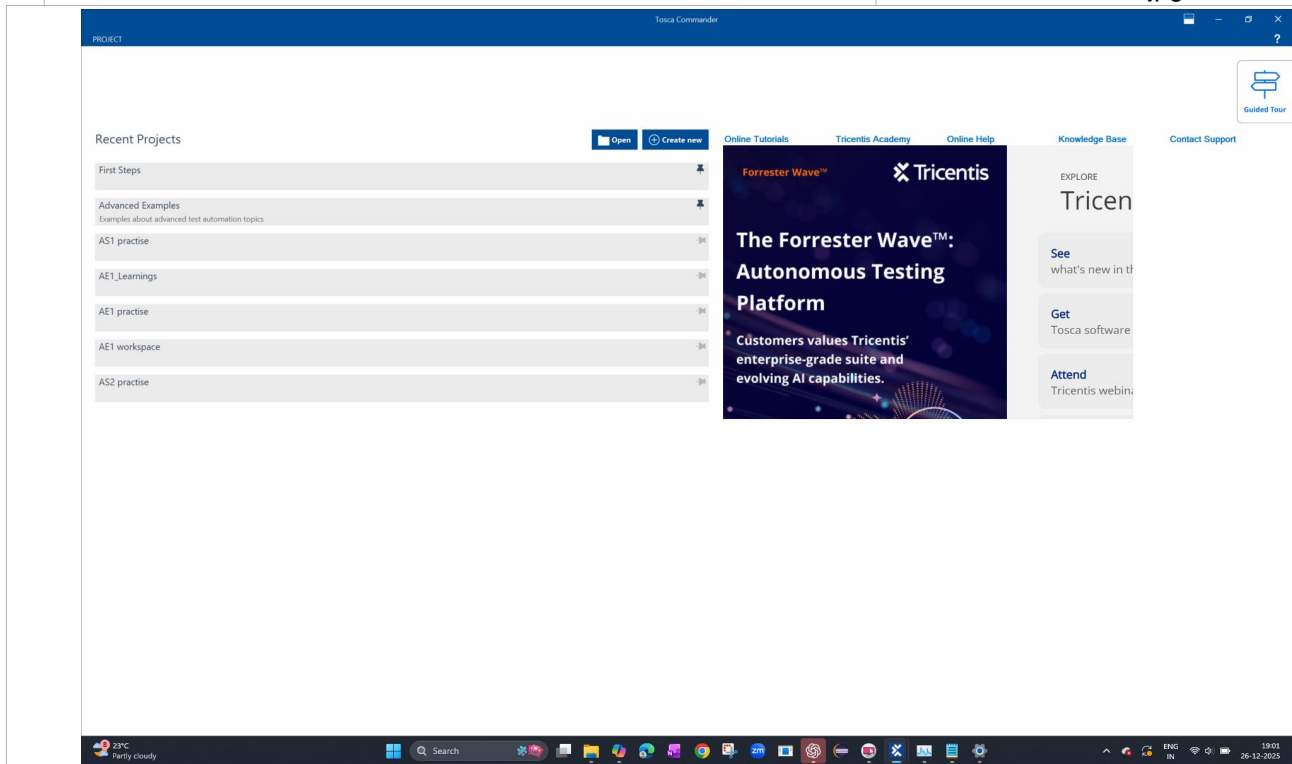 Tosca Commander
PROJECT
?
Guided Tour
Recent Projects
Open
Create new
Online Tutorials
Tricentis Academy
Online Help
Knowledge Base
Contact Support
First Steps
Advanced Examples
Examples about advanced test automation topics
AS1 practise
AE1_Learnings
AE1 practise
AE1 workspace
AS2 practise
Forrester Wave™
Tricentis
The Forrester Wave™:
Autonomous Testing
Platform
Customers values Tricentis'
enterprise-grade suite and
evolving AI capabilities.
EXPLORE
Tricen
See
what's new in th
Get
Tosca software
Attend
Tricentis webina
23°C
Partly cloudy
Search
zm
ENG
IN
19:01
26-12-2025